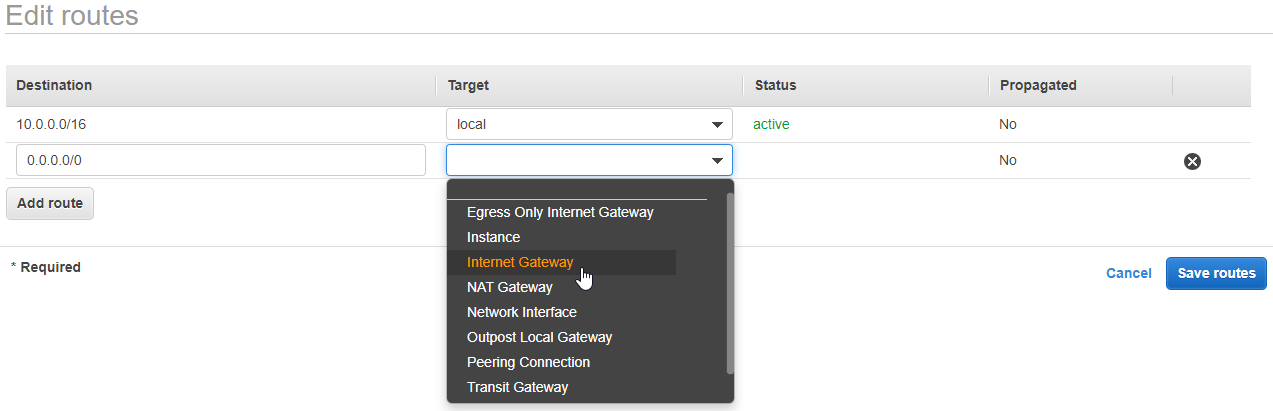 Edit routes
Destination Target Status Propagated
10.0.0.0/16 local active No
0.0.0.0/0 No
Add route
Egress Only Internet Gateway
Instance
Internet Gateway
NAT Gateway
Network Interface
Outpost Local Gateway
Peering Connection
Transit Gateway
* Required
Cancel Save routes